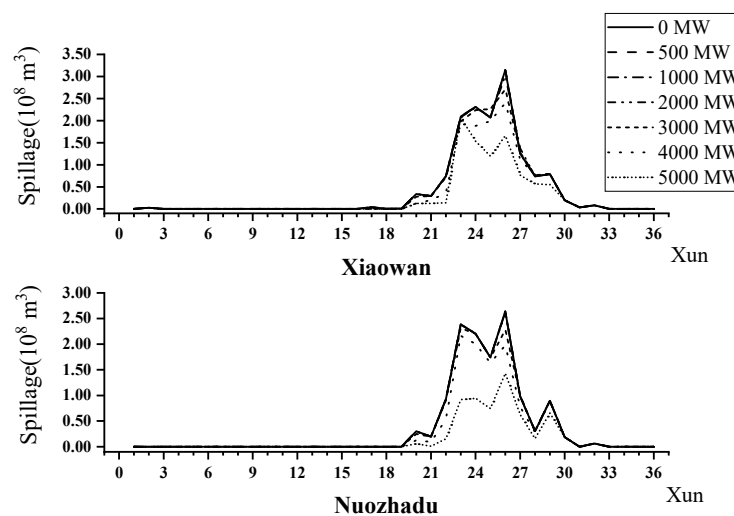 0 MW
500 MW
1000 MW
2000 MW
3000 MW
4000 MW
5000 MW
Spillage(10⁸ m³)
3.50
3.00
2.50
2.00
1.50
1.00
0.50
0.00
0 3 6 9 12 15 18 21 24 27 30 33 36
Xun
Xiaowan
Spillage(10⁸ m³)
3.00
2.50
2.00
1.50
1.00
0.50
0.00
0 3 6 9 12 15 18 21 24 27 30 33 36
Xun
Nuozhadu